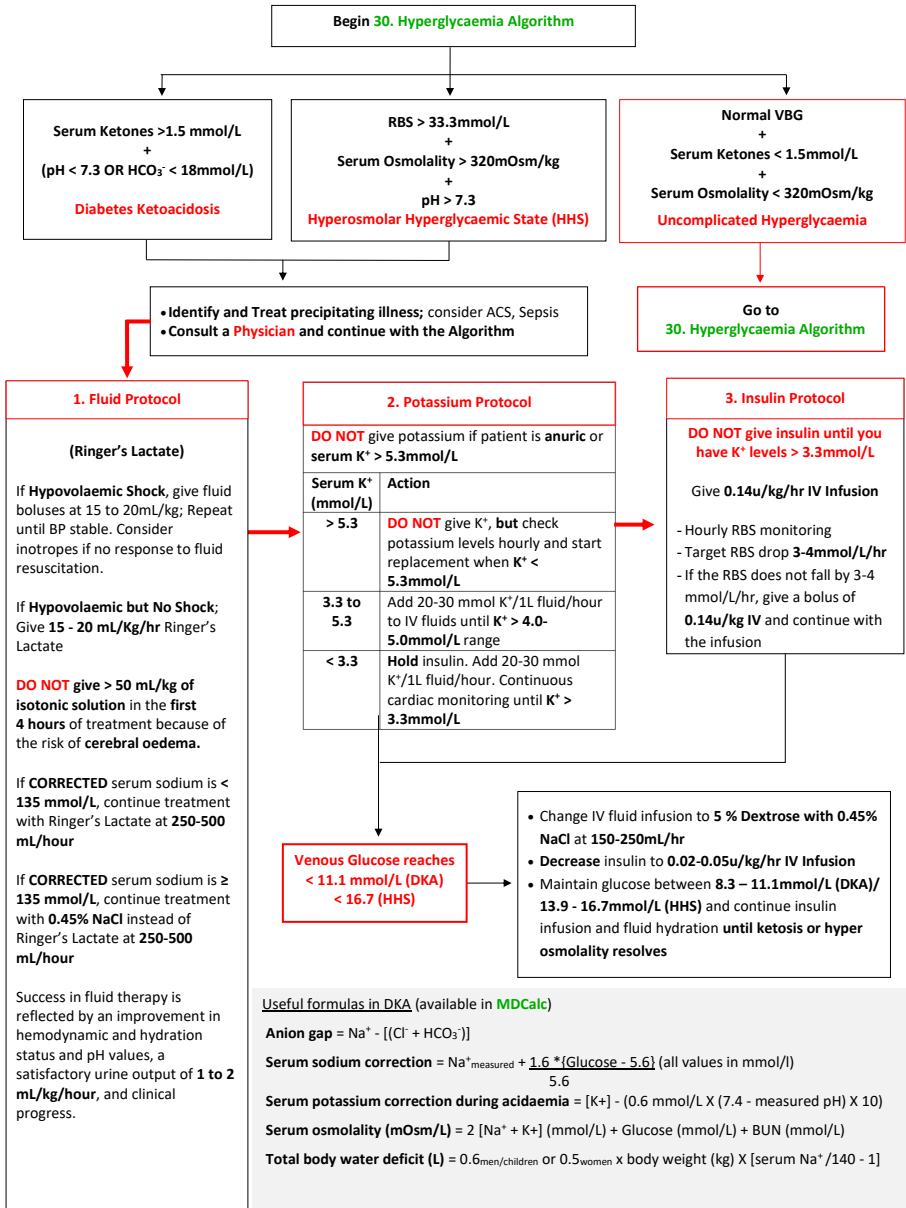 Begin 30. Hyperglycaemia Algorithm
Serum Ketones >1.5 mmol/L
+
(pH < 7.3 OR HCO₃⁻ < 18mmol/L)
Diabetes Ketoacidosis
RBS > 33.3mmol/L
+
Serum Osmolality > 320mOsm/kg
+
pH > 7.3
Hyperosmolar Hyperglycaemic State (HHS)
Normal VBG
+
Serum Ketones < 1.5mmol/L
+
Serum Osmolality < 320mOsm/kg
Uncomplicated Hyperglycaemia
• Identify and Treat precipitating illness; consider ACS, Sepsis
• Consult a Physician and continue with the Algorithm
Go to
30. Hyperglycaemia Algorithm
1. Fluid Protocol
(Ringer's Lactate)
If Hypovolaemic Shock, give fluid
boluses at 15 to 20mL/kg; Repeat
until BP stable. Consider
inotropes if no response to fluid
resuscitation.
If Hypovolaemic but No Shock;
Give 15 - 20 mL/Kg/hr Ringer's
Lactate
DO NOT give > 50 mL/kg of
isotonic solution in the first
4 hours of treatment because of
the risk of cerebral oedema.
If CORRECTED serum sodium is <
135 mmol/L, continue treatment
with Ringer's Lactate at 250-500
mL/hour
If CORRECTED serum sodium is ≥
135 mmol/L, continue treatment
with 0.45% NaCl instead of
Ringer's Lactate at 250-500
mL/hour
Success in fluid therapy is
reflected by an improvement in
hemodynamic and hydration
status and pH values, a
satisfactory urine output of 1 to 2
mL/kg/hour, and clinical
progress.
2. Potassium Protocol
DO NOT give potassium if patient is anuric or
serum K⁺ > 5.3mmol/L
Serum K⁺ Action
(mmol/L)
> 5.3 DO NOT give K⁺, but check
potassium levels hourly and start
replacement when K⁺ <
5.3mmol/L
3.3 to Add 20-30 mmol K⁺/1L fluid/hour
5.3 to IV fluids until K⁺ > 4.0-
5.0mmol/L range
< 3.3 Hold insulin. Add 20-30 mmol
K⁺/1L fluid/hour. Continuous
cardiac monitoring until K⁺ >
3.3mmol/L
3. Insulin Protocol
DO NOT give insulin until you
have K⁺ levels > 3.3mmol/L
Give 0.14u/kg/hr IV Infusion
- Hourly RBS monitoring
- Target RBS drop 3-4mmol/L/hr
- If the RBS does not fall by 3-4
mmol/L/hr, give a bolus of
0.14u/kg IV and continue with
the infusion
Venous Glucose reaches
< 11.1 mmol/L (DKA)
< 16.7 (HHS)
• Change IV fluid infusion to 5 % Dextrose with 0.45%
NaCl at 150-250mL/hr
• Decrease insulin to 0.02-0.05u/kg/hr IV Infusion
• Maintain glucose between 8.3 – 11.1mmol/L (DKA)/
13.9 - 16.7mmol/L (HHS) and continue insulin
infusion and fluid hydration until ketosis or hyper
osmolality resolves
Useful formulas in DKA (available in MDCalc)
Anion gap = Na⁺ - [(Cl⁻ + HCO₃⁻)]
Serum sodium correction = Na⁺measured + 1.6 *{Glucose - 5.6} (all values in mmol/l)
5.6
Serum potassium correction during acidaemia = [K+] - (0.6 mmol/L X (7.4 - measured pH) X 10)
Serum osmolality (mOsm/L) = 2 [Na⁺ + K+] (mmol/L) + Glucose (mmol/L) + BUN (mmol/L)
Total body water deficit (L) = 0.6men/children or 0.5women x body weight (kg) X [serum Na⁺/140 - 1]